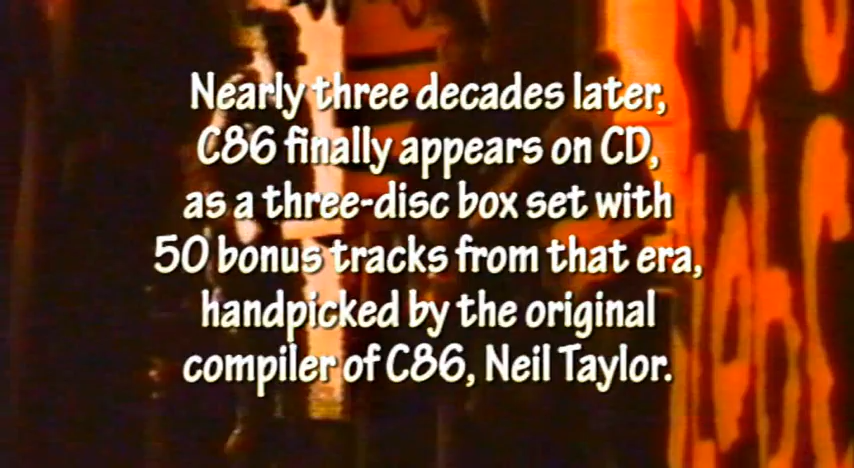 Nearly three decades later,
C86 finally appears on CD,
as a three-disc box set with
50 bonus tracks from that era,
handpicked by the original
compiler of C86, Neil Taylor.